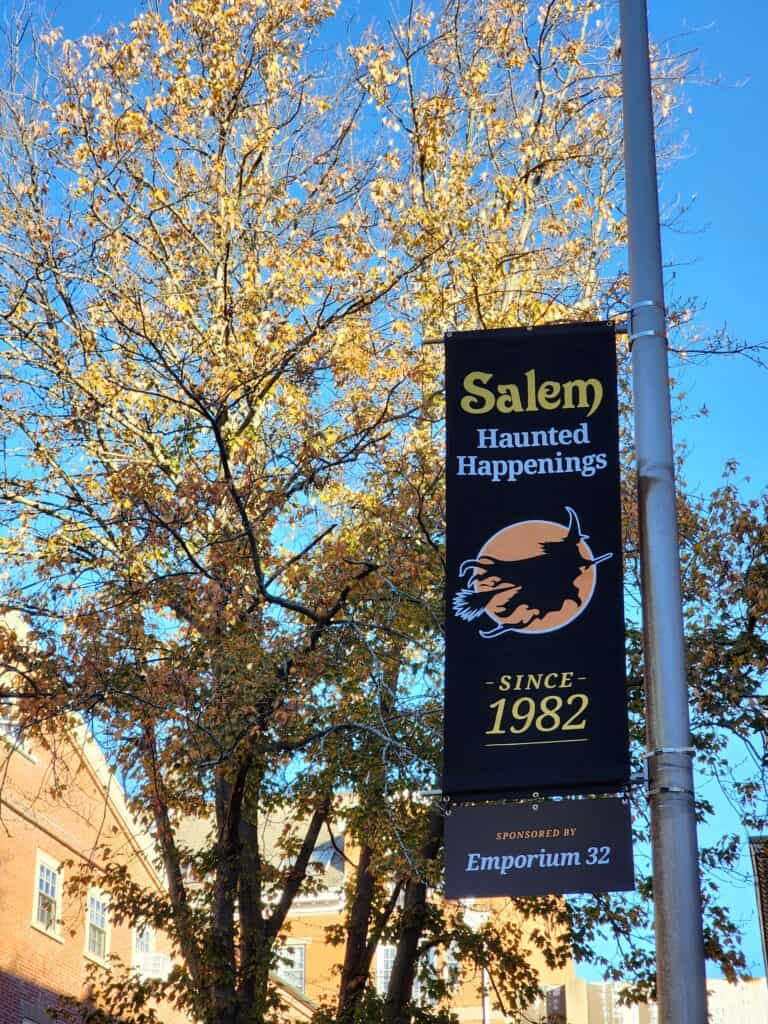 Salem
Haunted
Happenings
- SINCE -
1982
SPONSORED BY
Emporium 32